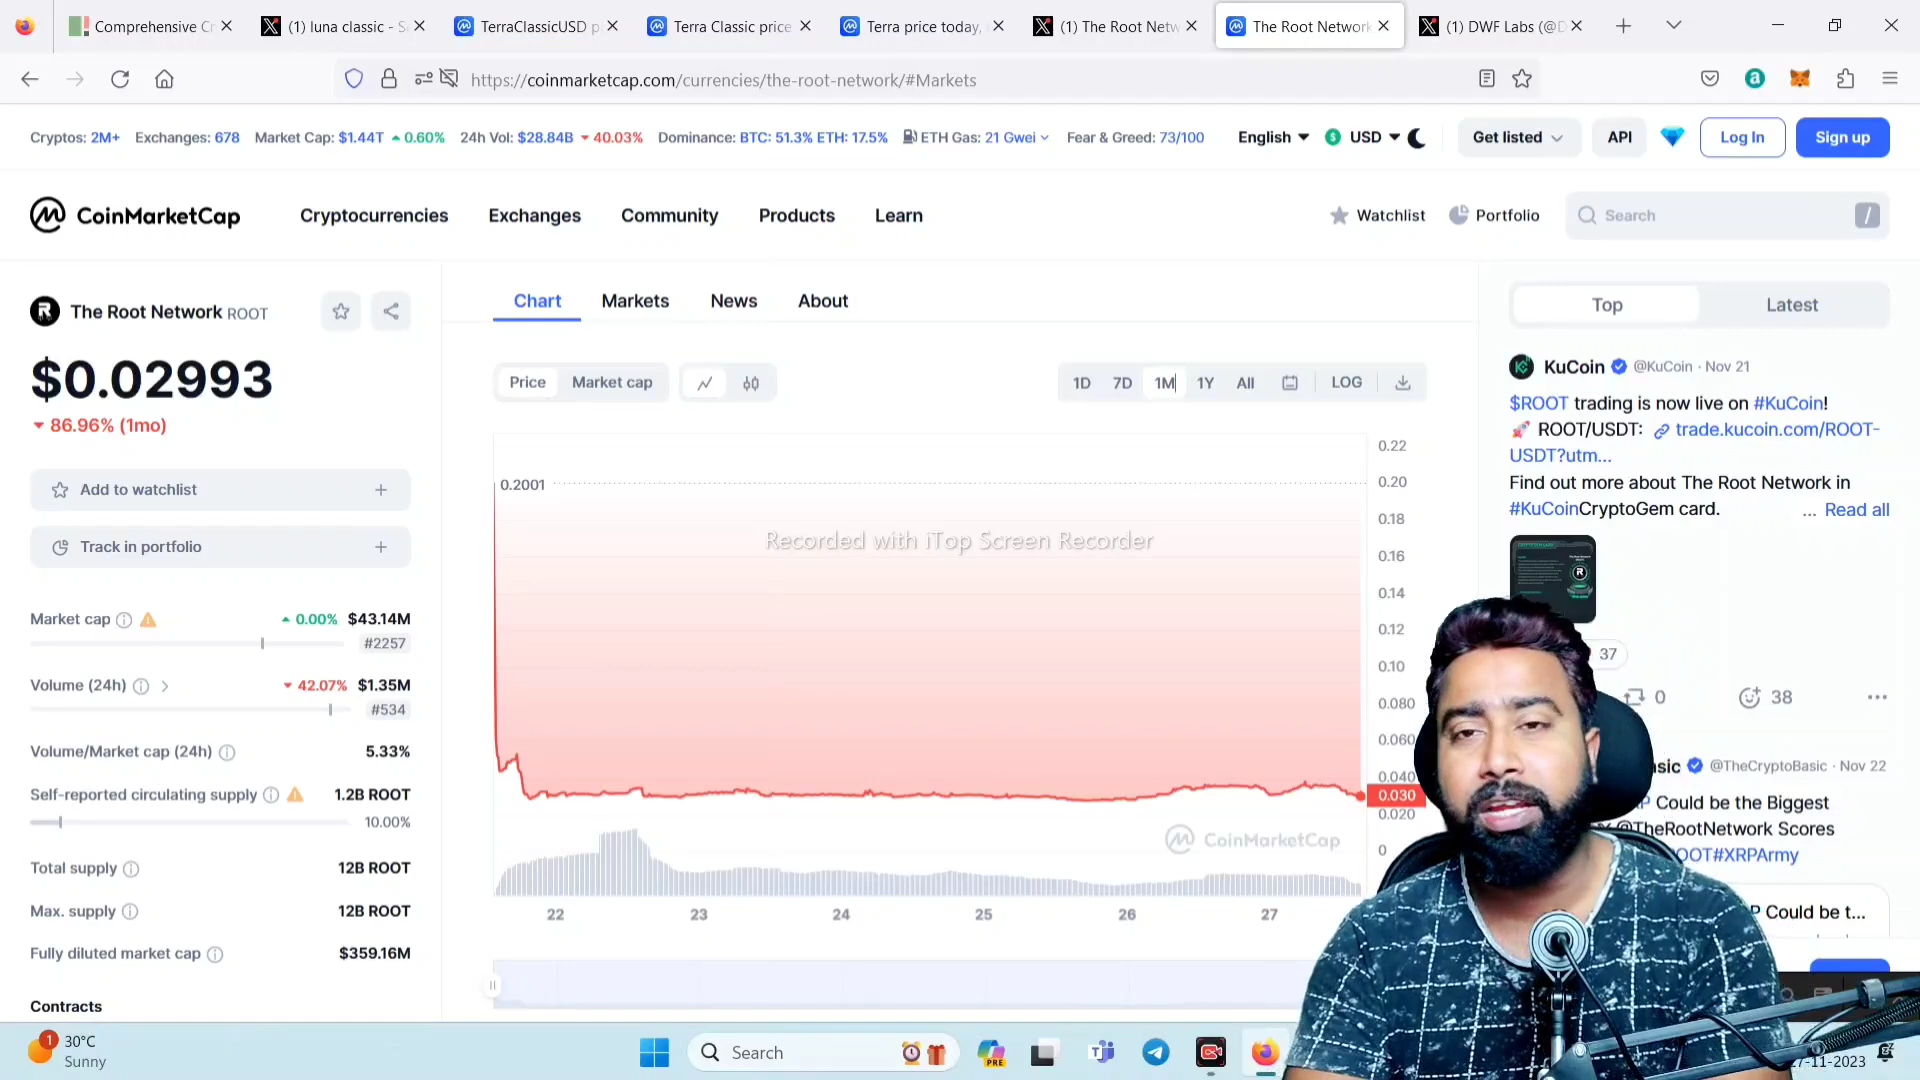 Comprehensive Cr
(1) luna classic - Se
TerraClassicUSD p
Terra Classic price
Terra price today,
(1) The Root Netw
The Root Network
(1) DWF Labs (@D
https://coinmarketcap.com/currencies/the-root-network/#Markets
Cryptos: 2M+ Exchanges: 678 Market Cap: $1.44T 0.60% 24h Vol: $28.84B 40.03% Dominance: BTC: 51.3% ETH: 17.5% ETH Gas: 21 Gwei Fear & Greed: 73/100
English USD Get listed API Log In Sign up
CoinMarketCap Cryptocurrencies Exchanges Community Products Learn
Watchlist Portfolio Search /
The Root Network ROOT
$0.02993
86.96% (1mo)
Add to watchlist +
Track in portfolio +
Market cap 0.00% $43.14M
#2257
Volume (24h) 42.07% $1.35M
#534
Volume/Market cap (24h) 5.33%
Self-reported circulating supply 1.2B ROOT
10.00%
Total supply 12B ROOT
Max. supply 12B ROOT
Fully diluted market cap $359.16M
Contracts
Chart Markets News About
Price Market cap
1D 7D 1M 1Y All LOG
0.2001
Recorded with iTop Screen Recorder
0.22
0.20
0.18
0.16
0.14
0.12
0.10
0.080
0.060
0.040
0.030
0.020
0
CoinMarketCap
22 23 24 25 26 27
Top Latest
KuCoin @KuCoin · Nov 21
$ROOT trading is now live on #KuCoin!
ROOT/USDT: trade.kucoin.com/ROOT-
USDT?utm...
Find out more about The Root Network in
#KuCoinCryptoGem card. ... Read all
37
0 38
sic @TheCryptoBasic · Nov 22
P Could be the Biggest
@TheRootNetwork Scores
OOT#XRPArmy
P Could be t...
1
30°C
Sunny
Search
PRE
7-11-2023